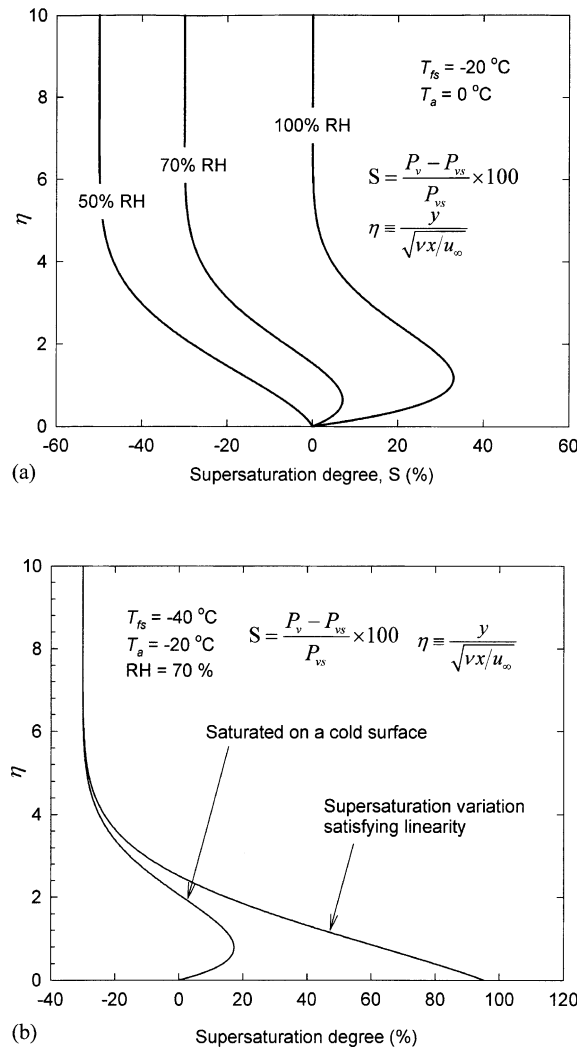 10
8
6
4
2
0
η
T_fs = -20 °C
T_a = 0 °C
100% RH
70% RH
50% RH
S = (P_v − P_vs)/P_vs ×100
η ≡ y/√(νx/u_∞)
-60 -40 -20 0 20 40 60
(a)
Supersaturation degree, S (%)
10
8
6
4
2
0
η
T_fs = -40 °C
T_a = -20 °C
RH = 70 %
S = (P_v − P_vs)/P_vs ×100 η ≡ y/√(νx/u_∞)
Saturated on a cold surface
Supersaturation variation
satisfying linearity
-40 -20 0 20 40 60 80 100 120
(b)
Supersaturation degree (%)